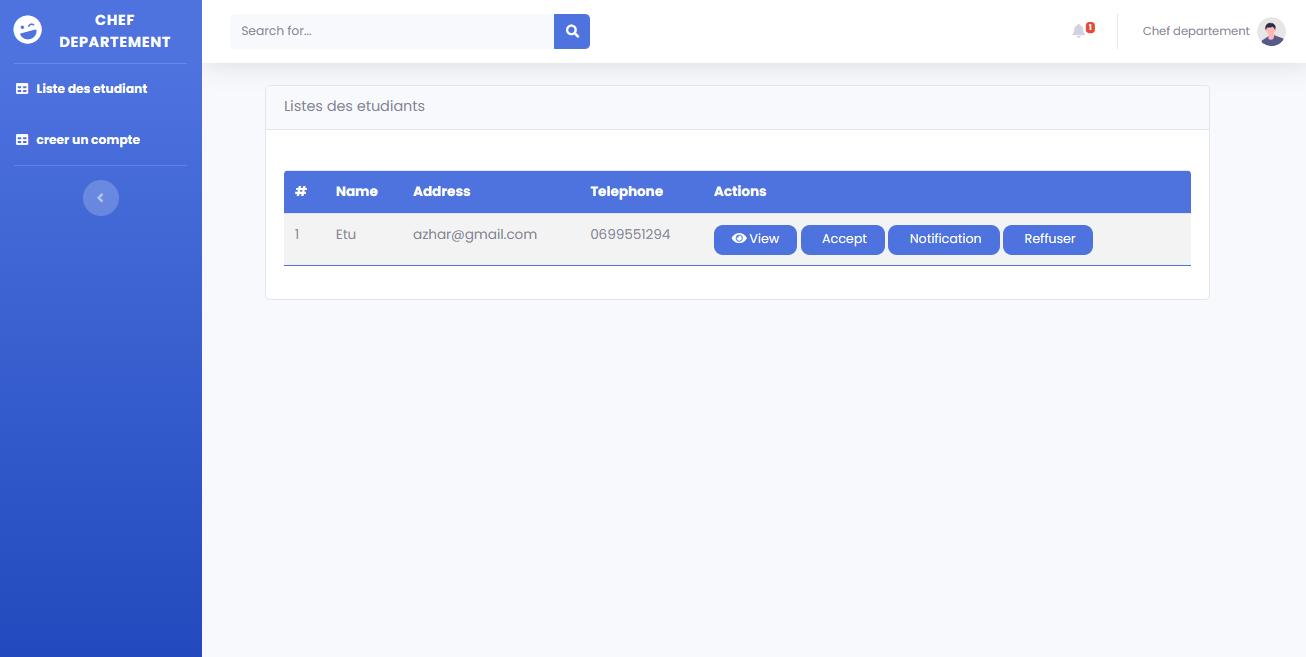 CHEF
DEPARTEMENT
Liste des etudiant
creer un compte
Search for...
1
Chef departement
Listes des etudiants
# Name Address Telephone Actions
1 Etu azhar@gmail.com 0699551294 View Accept Notification Reffuser